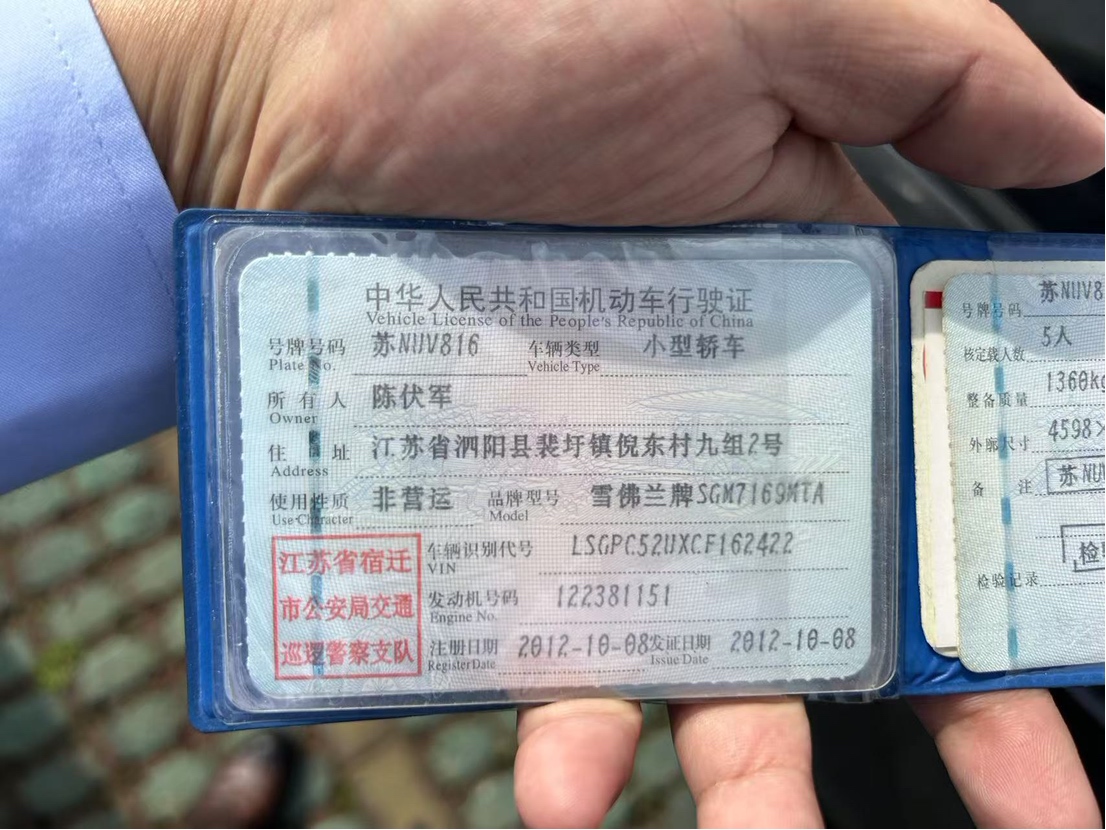 中华人民共和国机动车行驶证
Vehicle License of the People's Republic of China
号牌号码 苏NUV816 车辆类型 小型轿车
Plate No. Vehicle Type
所有人 陈伏军
Owner
住址 江苏省泗阳县裴圩镇倪东村九组2号
Address
使用性质 非营运 品牌型号 雪佛兰牌SGM7169MTA
Use Character Model
江苏省宿迁
市公安局交通
巡逻警察支队
车辆识别代号 LSGPC52UXCF162422
VIN
发动机号码 122381151
Engine No.
注册日期 2012-10-08 发证日期 2012-10-08
Register Date Issue Date
号牌号码 苏NUV8
核定载人数 5人
整备质量 1360kg
外廓尺寸 4598×
备注 苏NU
检验记录 检